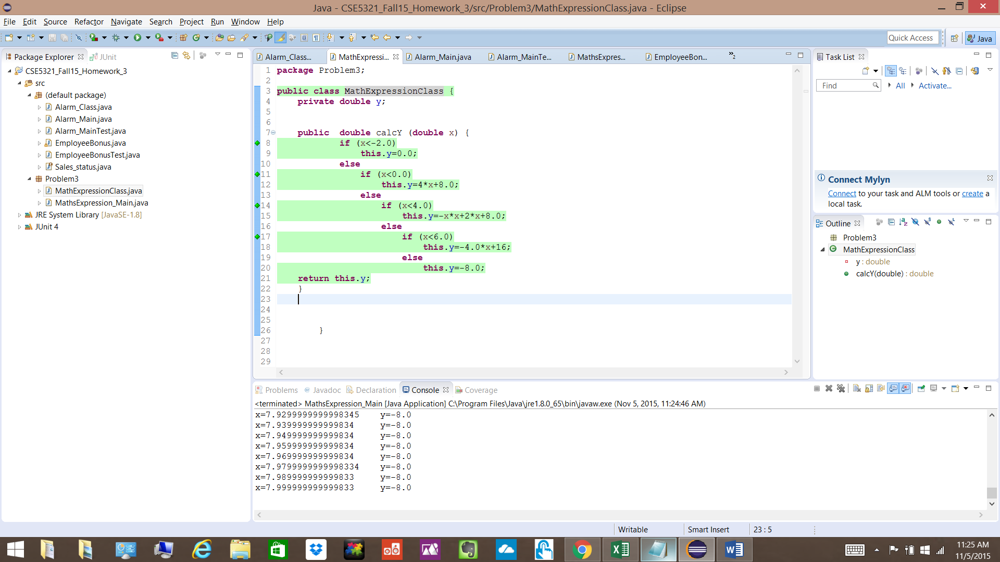 Java - CSE5321_Fall15_Homework_3/src/Problem3/MathExpressionClass.java - Eclipse
File Edit Source Refactor Navigate Search Project Run Window Help
Quick Access
Java
Package Explorer
JUnit
CSE5321_Fall15_Homework_3
src
(default package)
Alarm_Class.java
Alarm_Main.java
Alarm_MainTest.java
EmployeeBonus.java
EmployeeBonusTest.java
Sales_status.java
Problem3
MathExpressionClass.java
MathsExpression_Main.java
JRE System Library [JavaSE-1.8]
JUnit 4
Alarm_Class... MathExpressi... Alarm_Main.java Alarm_MainTe... MathsExpres... EmployeeBon... »2
1 package Problem3;
2
3 public class MathExpressionClass {
4 private double y;
5
6
7 public  double calcY (double x) {
8 if (x<-2.0)
9 this.y=0.0;
10 else
11 if (x<0.0)
12 this.y=4*x+8.0;
13 else
14 if (x<4.0)
15 this.y=-x*x+2*x+8.0;
16 else
17 if (x<6.0)
18 this.y=-4.0*x+16;
19 else
20 this.y=-8.0;
21 return this.y;
22 }
23
24
25
26 }
27
28
29
Task List
Find
All
Activate...
Connect Mylyn
Connect to your task and ALM tools or create a
local task.
Outline
Problem3
MathExpressionClass
y : double
calcY(double) : double
Problems @ Javadoc Declaration Console Coverage
<terminated> MathsExpression_Main [Java Application] C:\Program Files\Java\jre1.8.0_65\bin\javaw.exe (Nov 5, 2015, 11:24:46 AM)
x=7.9299999999998345 y=-8.0
x=7.939999999999834 y=-8.0
x=7.949999999999834 y=-8.0
x=7.959999999999834 y=-8.0
x=7.969999999999834 y=-8.0
x=7.9799999999998334 y=-8.0
x=7.989999999999833 y=-8.0
x=7.999999999999833 y=-8.0
Writable
Smart Insert
23 : 5
11:25 AM
11/5/2015